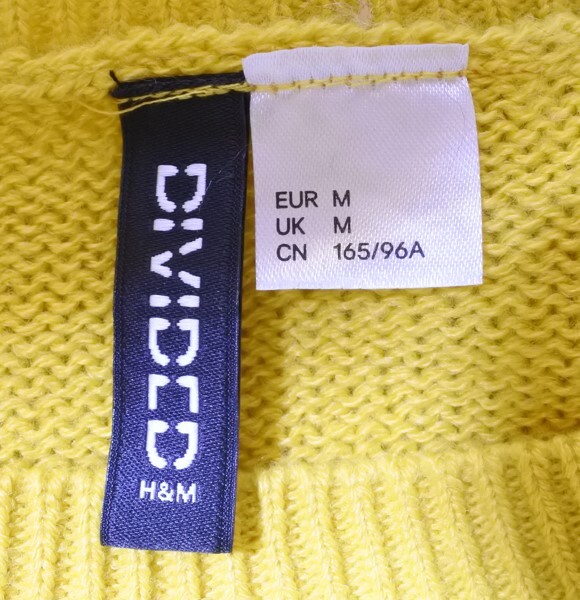 DIVIDED
H&M
EUR M
UK M
CN 165/96A